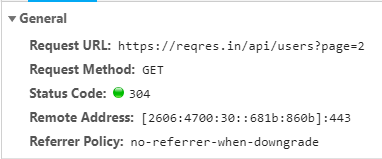 General
Request URL: https://reqres.in/api/users?page=2
Request Method: GET
Status Code: 304
Remote Address: [2606:4700:30::681b:860b]:443
Referrer Policy: no-referrer-when-downgrade